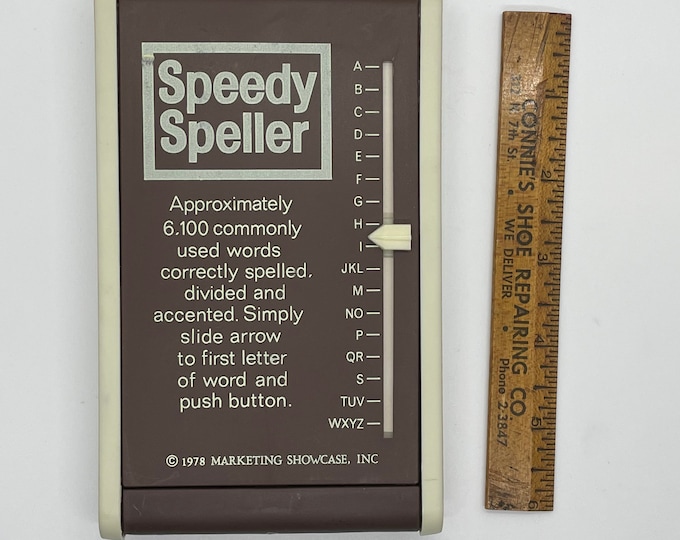 Speedy
Speller
Approximately
6.100 commonly
used words
correctly spelled,
divided and
accented. Simply
slide arrow
to first letter
of word and
push button.
A
B
C
D
E
F
G
H
I
JKL
M
NO
P
QR
S
TUV
WXYZ
© 1978 MARKETING SHOWCASE, INC
CONNIE'S SHOE REPAIRING CO.
N 7th St. • WE DELIVER • Phone 2-3847
2
3
4
5
6